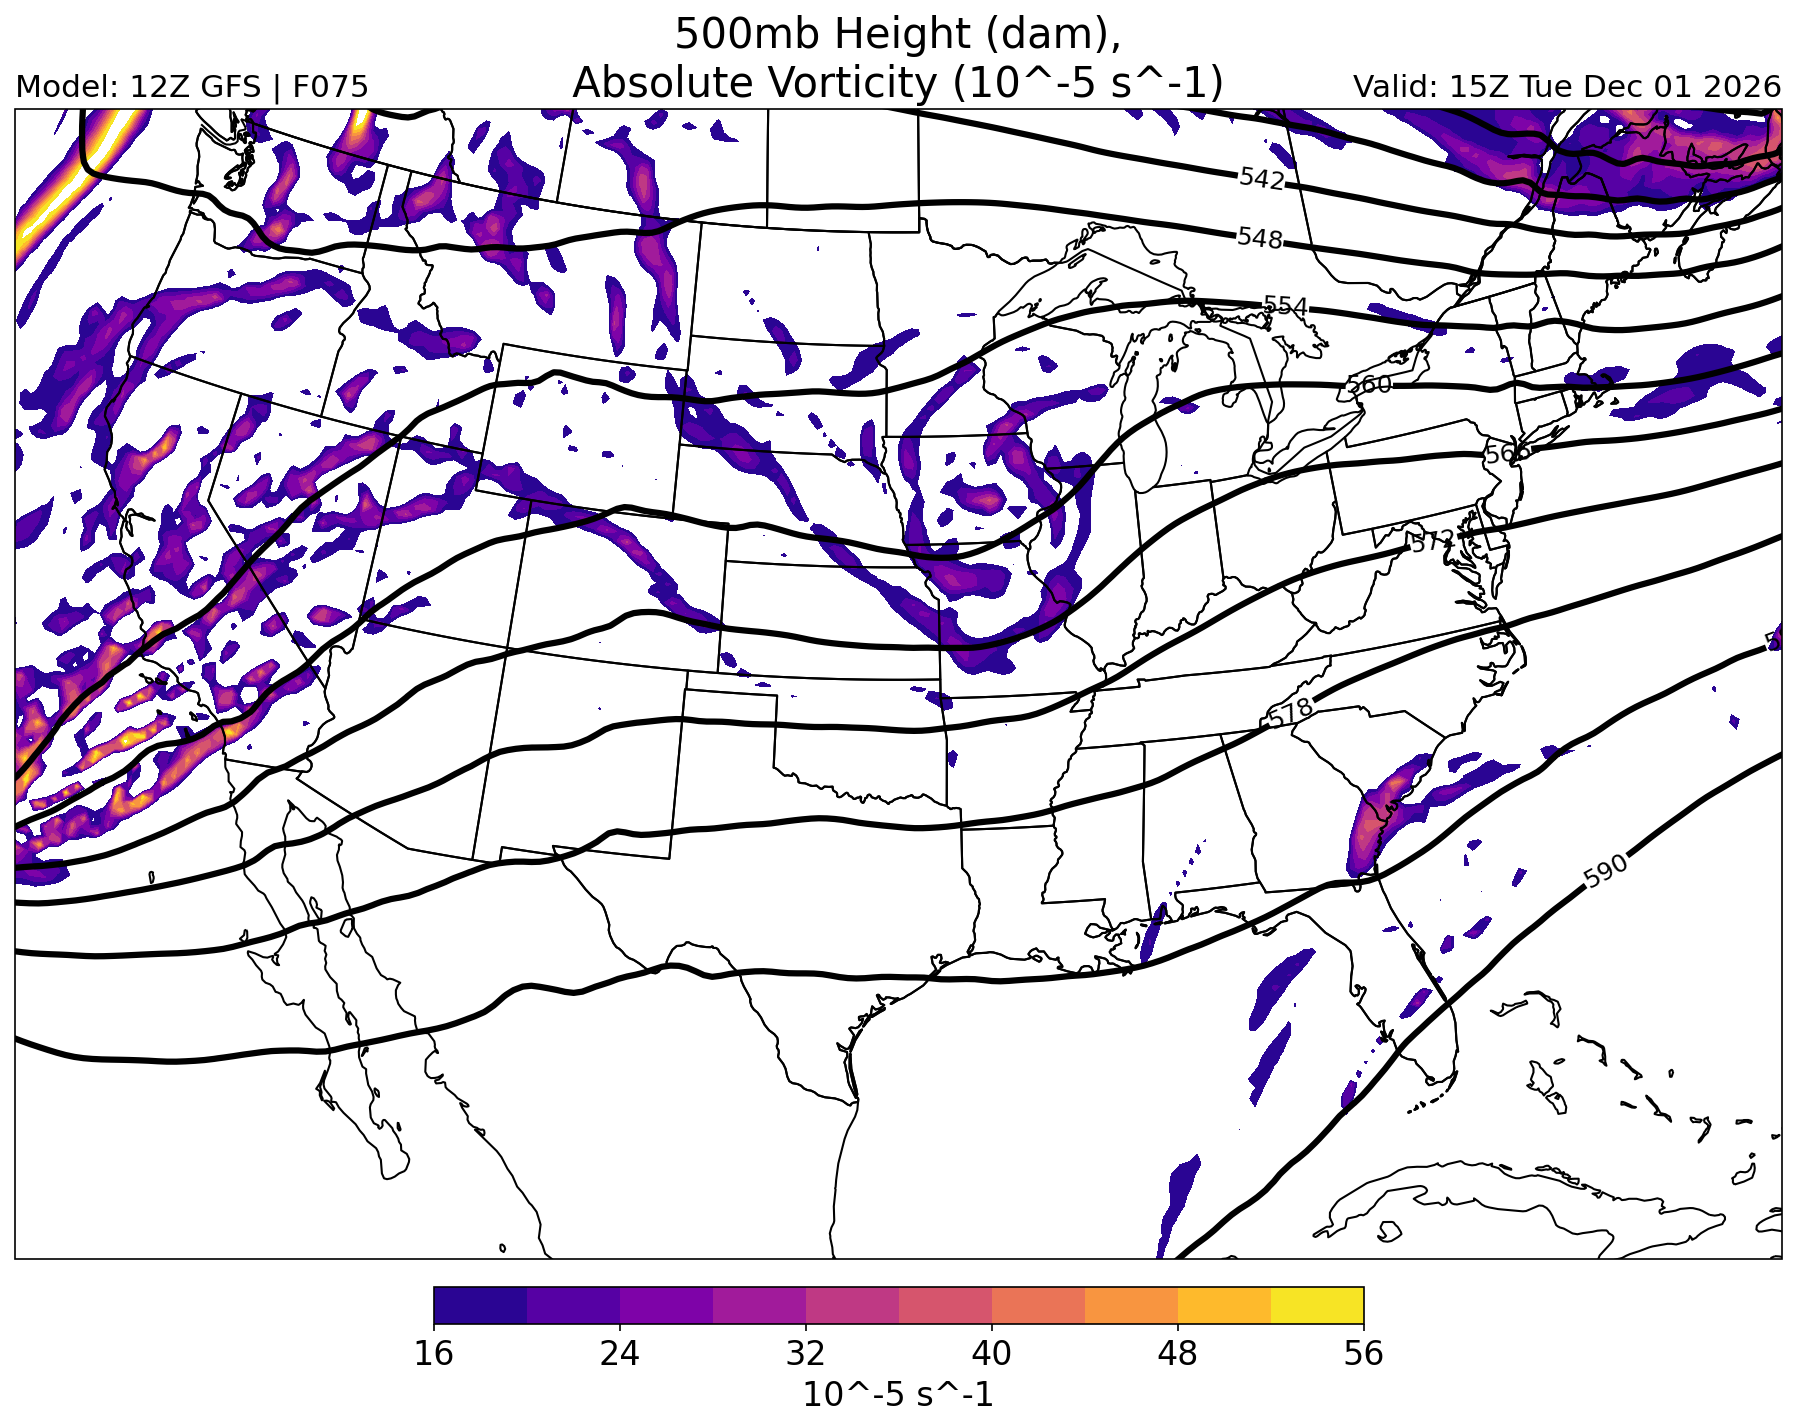 500mb Height (dam),
Model: 12Z GFS | F075
Absolute Vorticity (10^-5 s^-1)
Valid: 15Z Tue Dec 01 2026
542
548
554
560
566
572
578
590
16 24 32 40 48 56
10^-5 s^-1